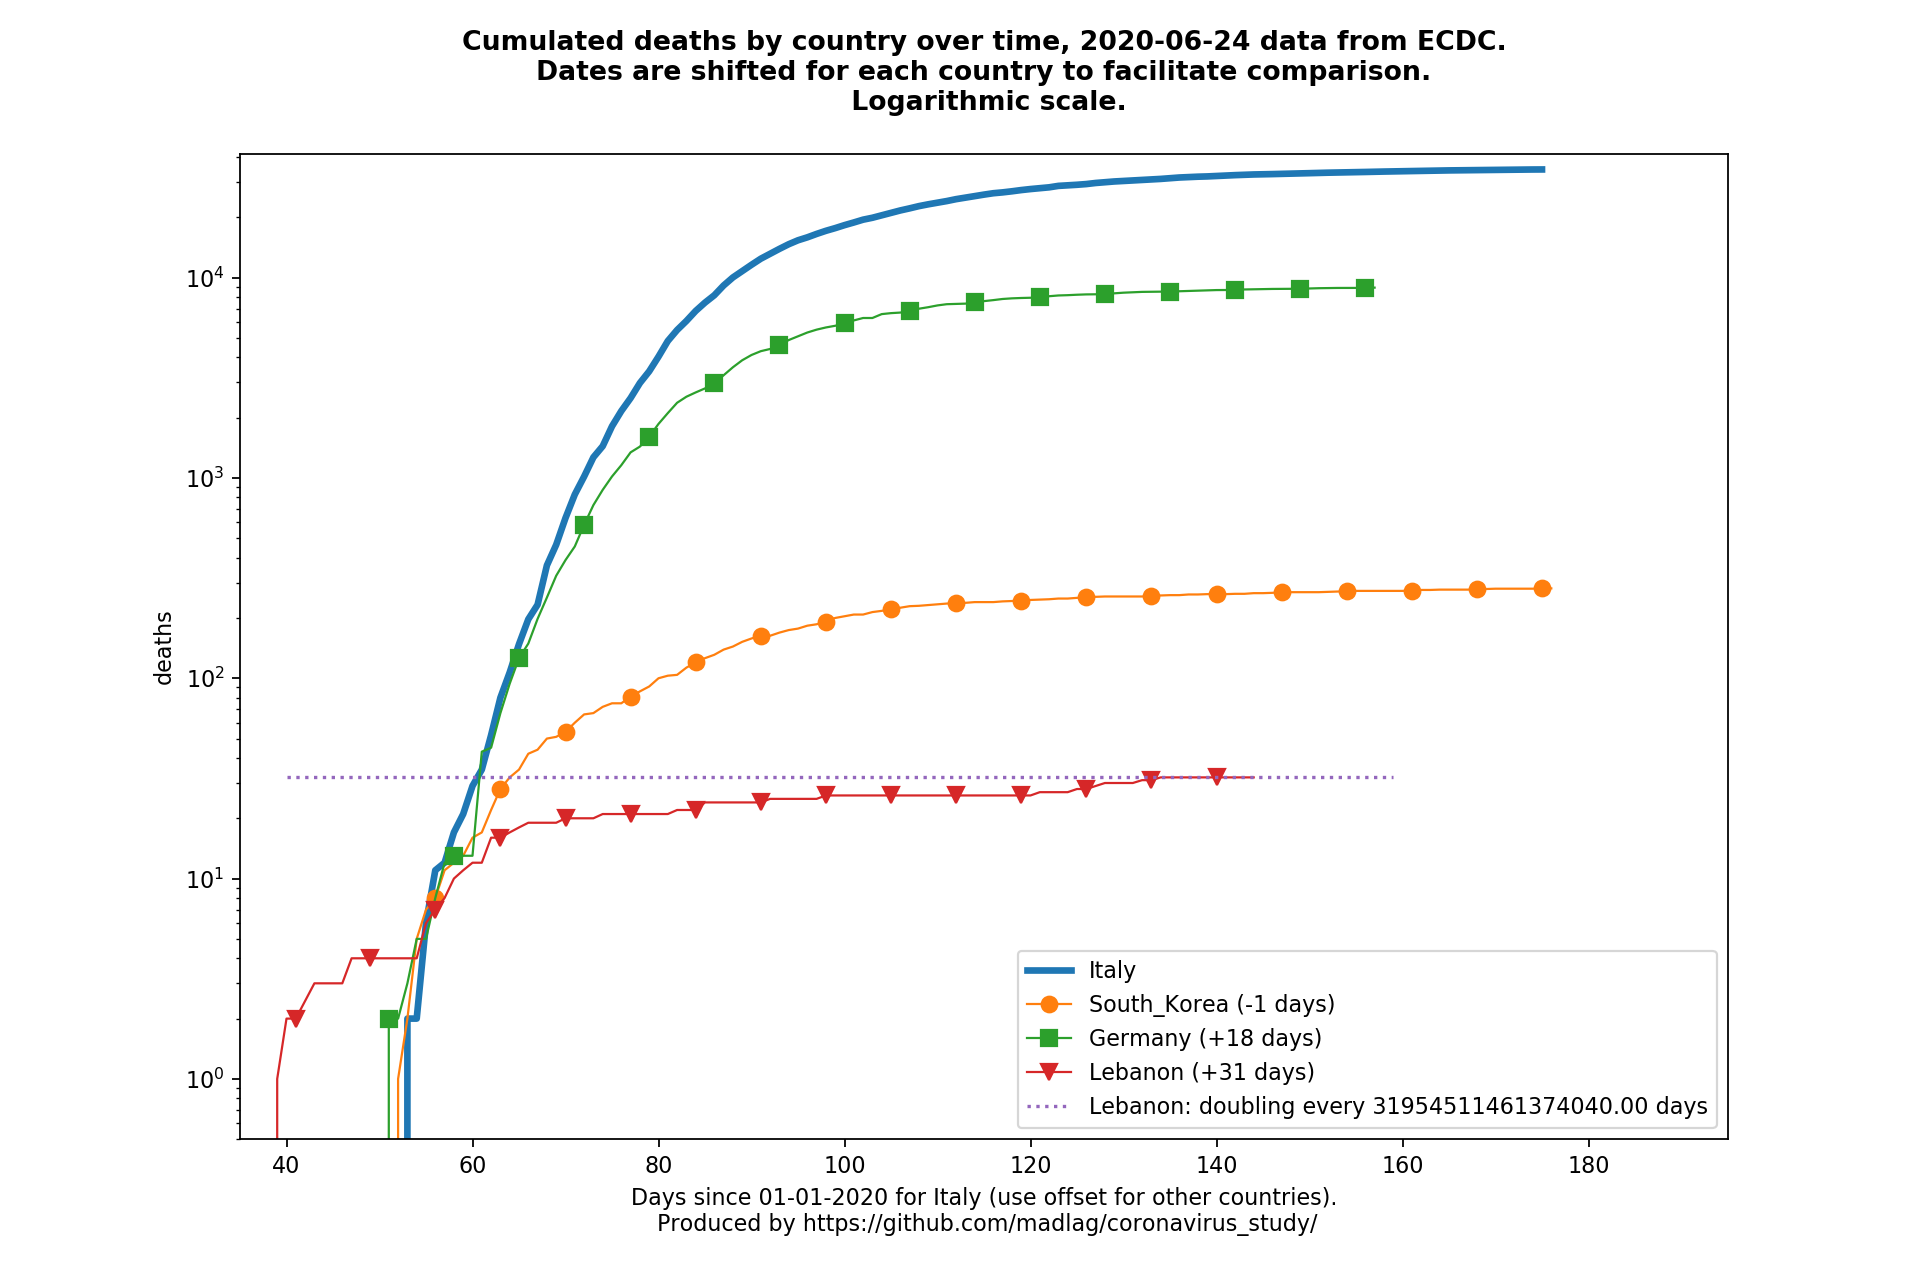 Cumulated deaths by country over time, 2020-06-24 data from ECDC.
Dates are shifted for each country to facilitate comparison.
Logarithmic scale.
10⁴
10³
10²
10¹
10⁰
deaths
Italy
South_Korea (-1 days)
Germany (+18 days)
Lebanon (+31 days)
Lebanon: doubling every 31954511461374040.00 days
40 60 80 100 120 140 160 180
Days since 01-01-2020 for Italy (use offset for other countries).
Produced by https://github.com/madlag/coronavirus_study/